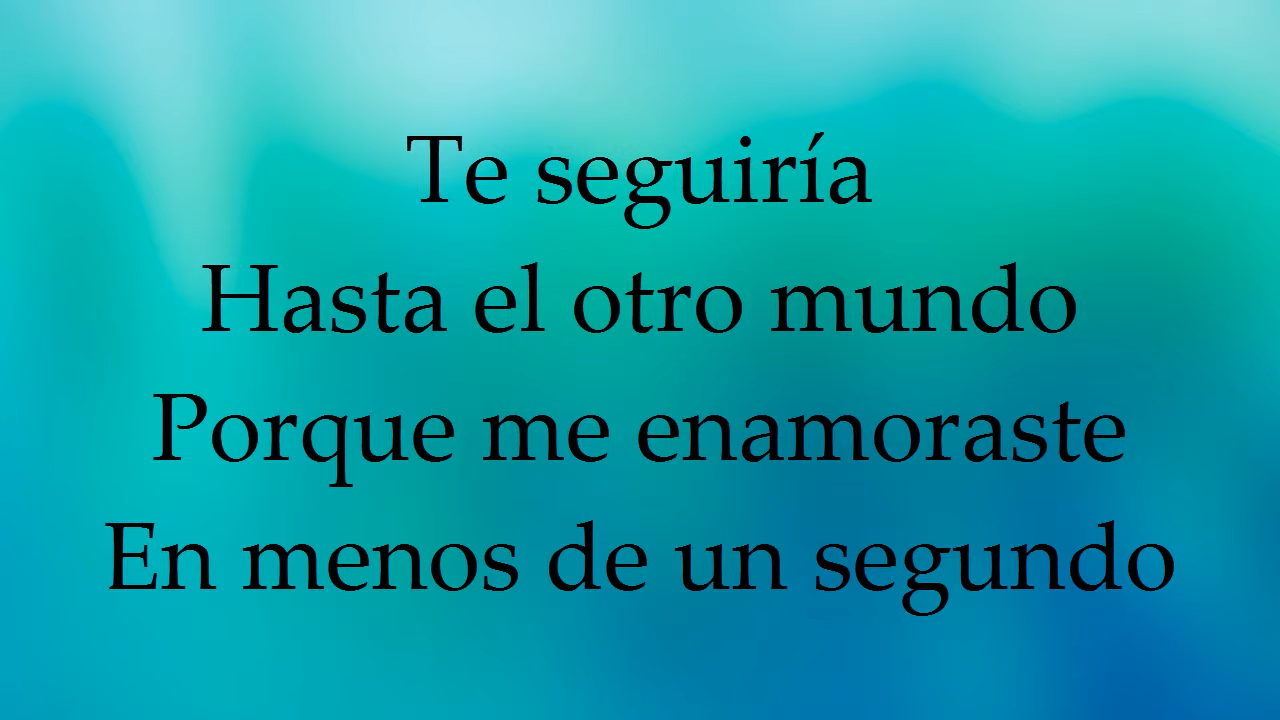 Te seguiría
Hasta el otro mundo
Porque me enamoraste
En menos de un segundo